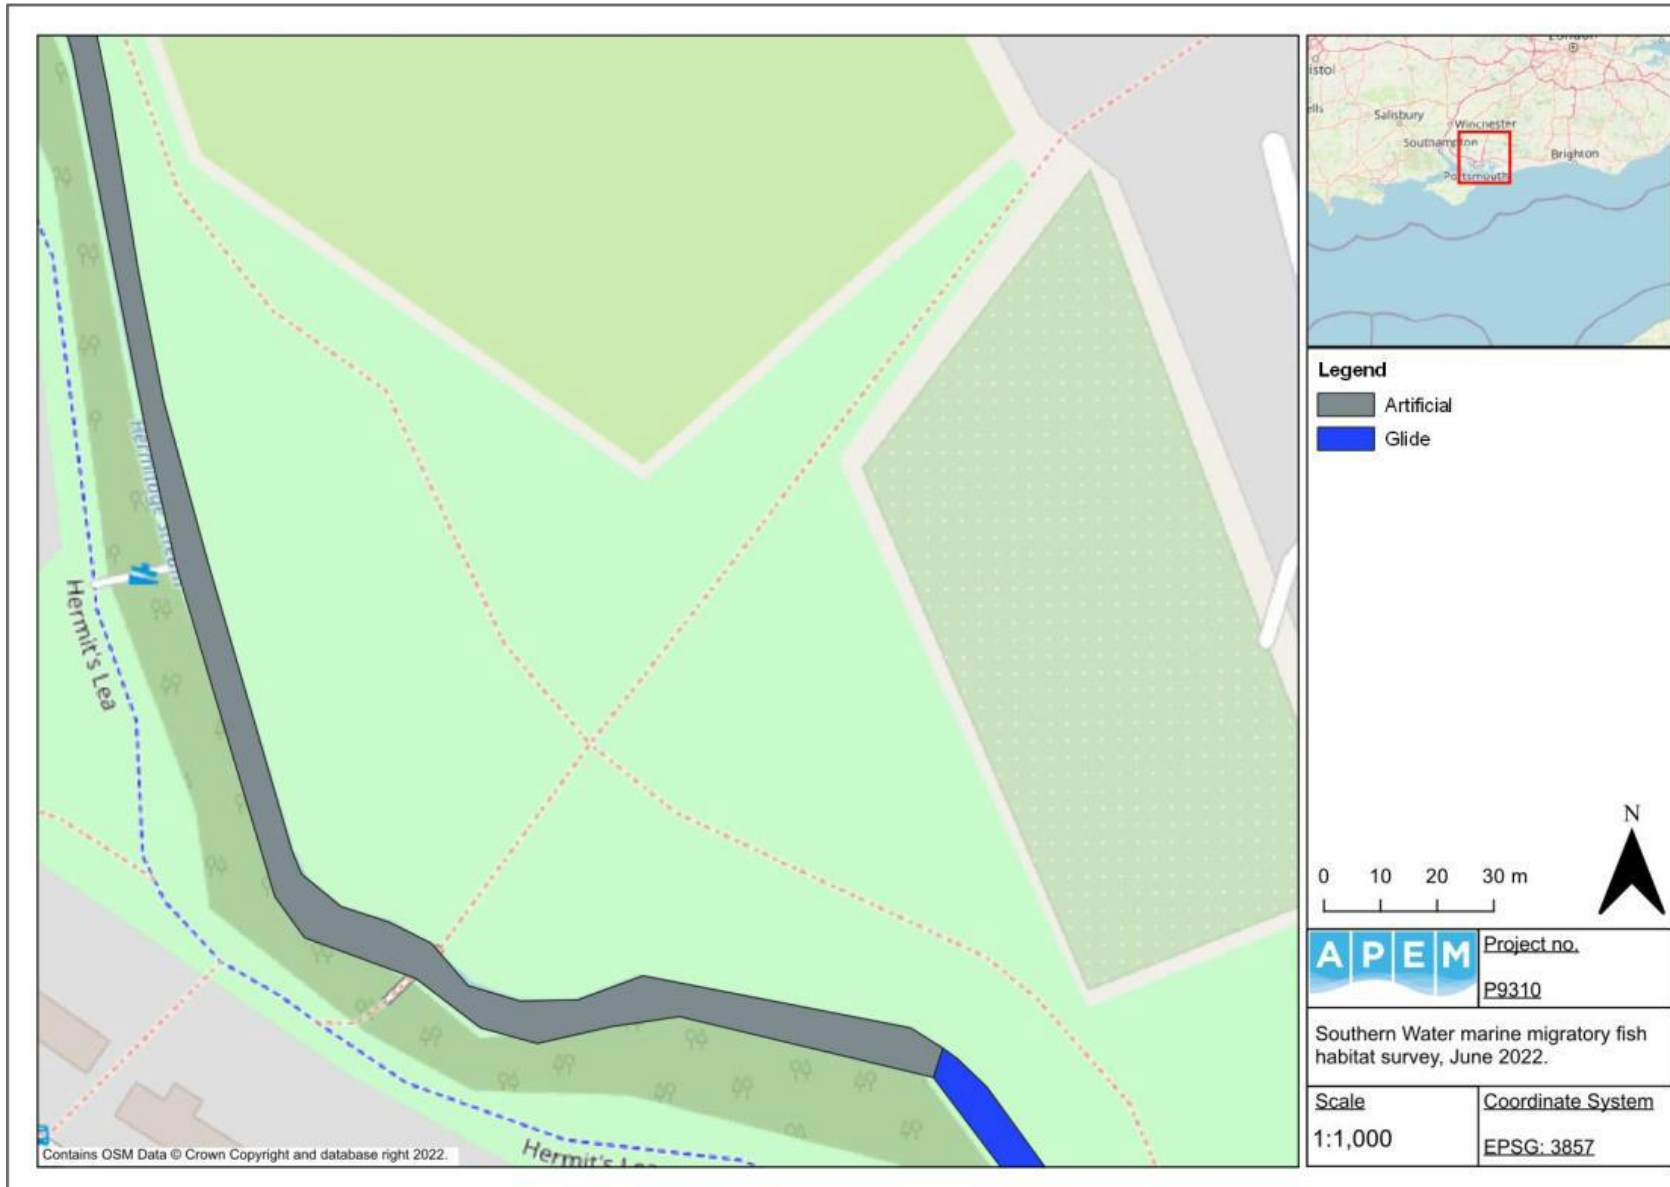 Hermitage Stream
Hermit's Lea
Hermit's Lea
Contains OSM Data © Crown Copyright and database right 2022.
London
Salisbury
Winchester
Southampton
Brighton
Portsmouth
Legend
Artificial
Glide
N
0 10 20 30 m
APEM
Project no.
P9310
Southern Water marine migratory fish
habitat survey, June 2022.
Scale
1:1,000
Coordinate System
EPSG: 3857